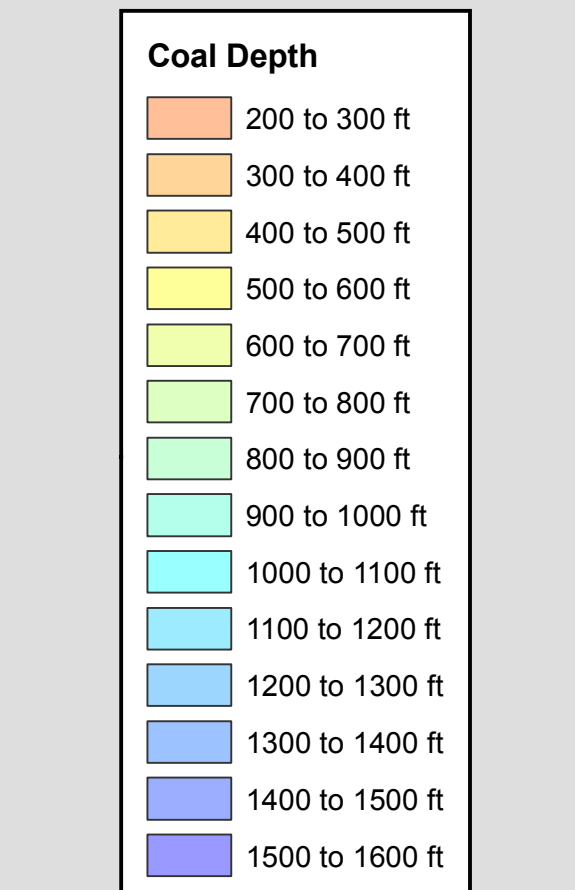 Coal Depth
200 to 300 ft
300 to 400 ft
400 to 500 ft
500 to 600 ft
600 to 700 ft
700 to 800 ft
800 to 900 ft
900 to 1000 ft
1000 to 1100 ft
1100 to 1200 ft
1200 to 1300 ft
1300 to 1400 ft
1400 to 1500 ft
1500 to 1600 ft